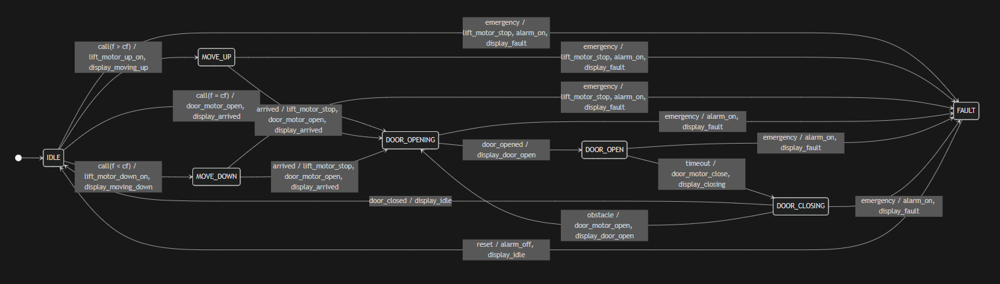 emergency /
lift_motor_stop, alarm_on,
display_fault
call(f > cf) /
lift_motor_up_on,
display_moving_up
MOVE_UP
emergency /
lift_motor_stop, alarm_on,
display_fault
call(f = cf) /
door_motor_open,
display_arrived
arrived / lift_motor_stop,
door_motor_open,
display_arrived
emergency /
lift_motor_stop, alarm_on,
display_fault
FAULT
emergency / alarm_on,
display_fault
DOOR_OPENING
door_opened /
display_door_open
DOOR_OPEN
emergency / alarm_on,
display_fault
IDLE
call(f < cf) /
lift_motor_down_on,
display_moving_down
MOVE_DOWN
arrived / lift_motor_stop,
door_motor_open,
display_arrived
timeout /
door_motor_close,
display_closing
door_closed / display_idle
DOOR_CLOSING
emergency / alarm_on,
display_fault
obstacle /
door_motor_open,
display_door_open
reset / alarm_off,
display_idle